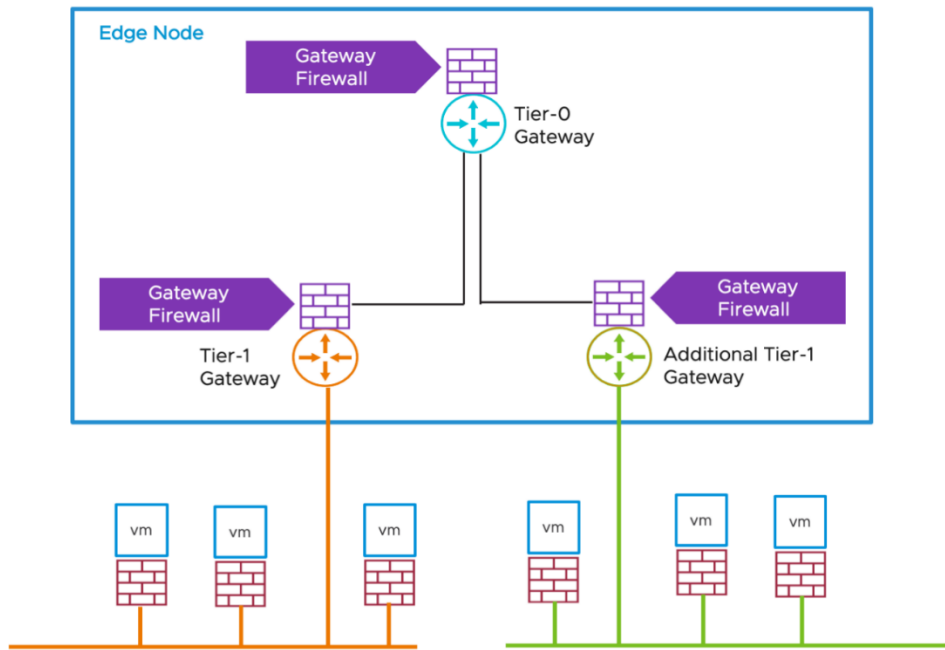 Edge Node
Gateway
Firewall
Tier-0
Gateway
Gateway
Firewall
Gateway
Firewall
Tier-1
Gateway
Additional Tier-1
Gateway
vm
vm
vm
vm
vm
vm